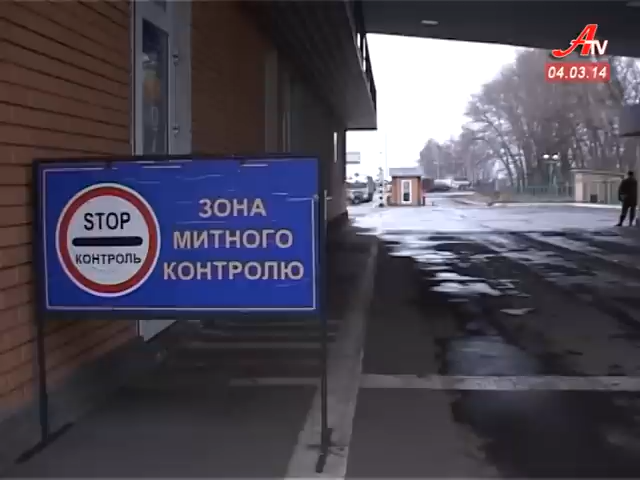 ATV
04.03.14
STOP
КОНТРОЛЬ
ЗОНА
МИТНОГО
КОНТРОЛЮ